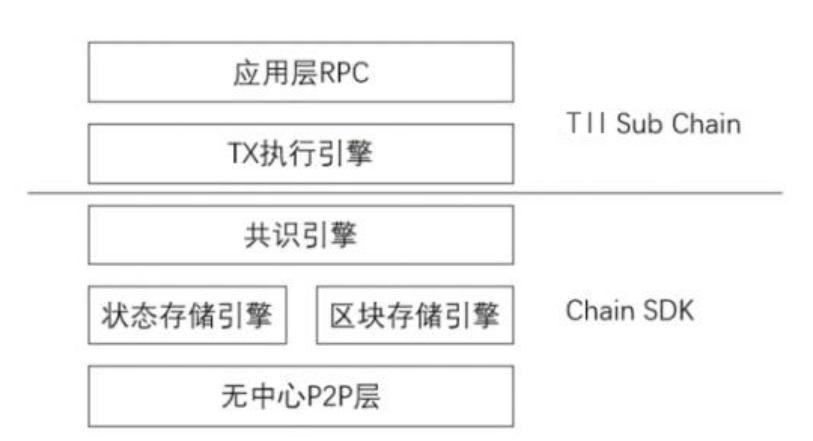 应用层RPC
TX执行引擎
TII Sub Chain
共识引擎
状态存储引擎
区块存储引擎
Chain SDK
无中心P2P层